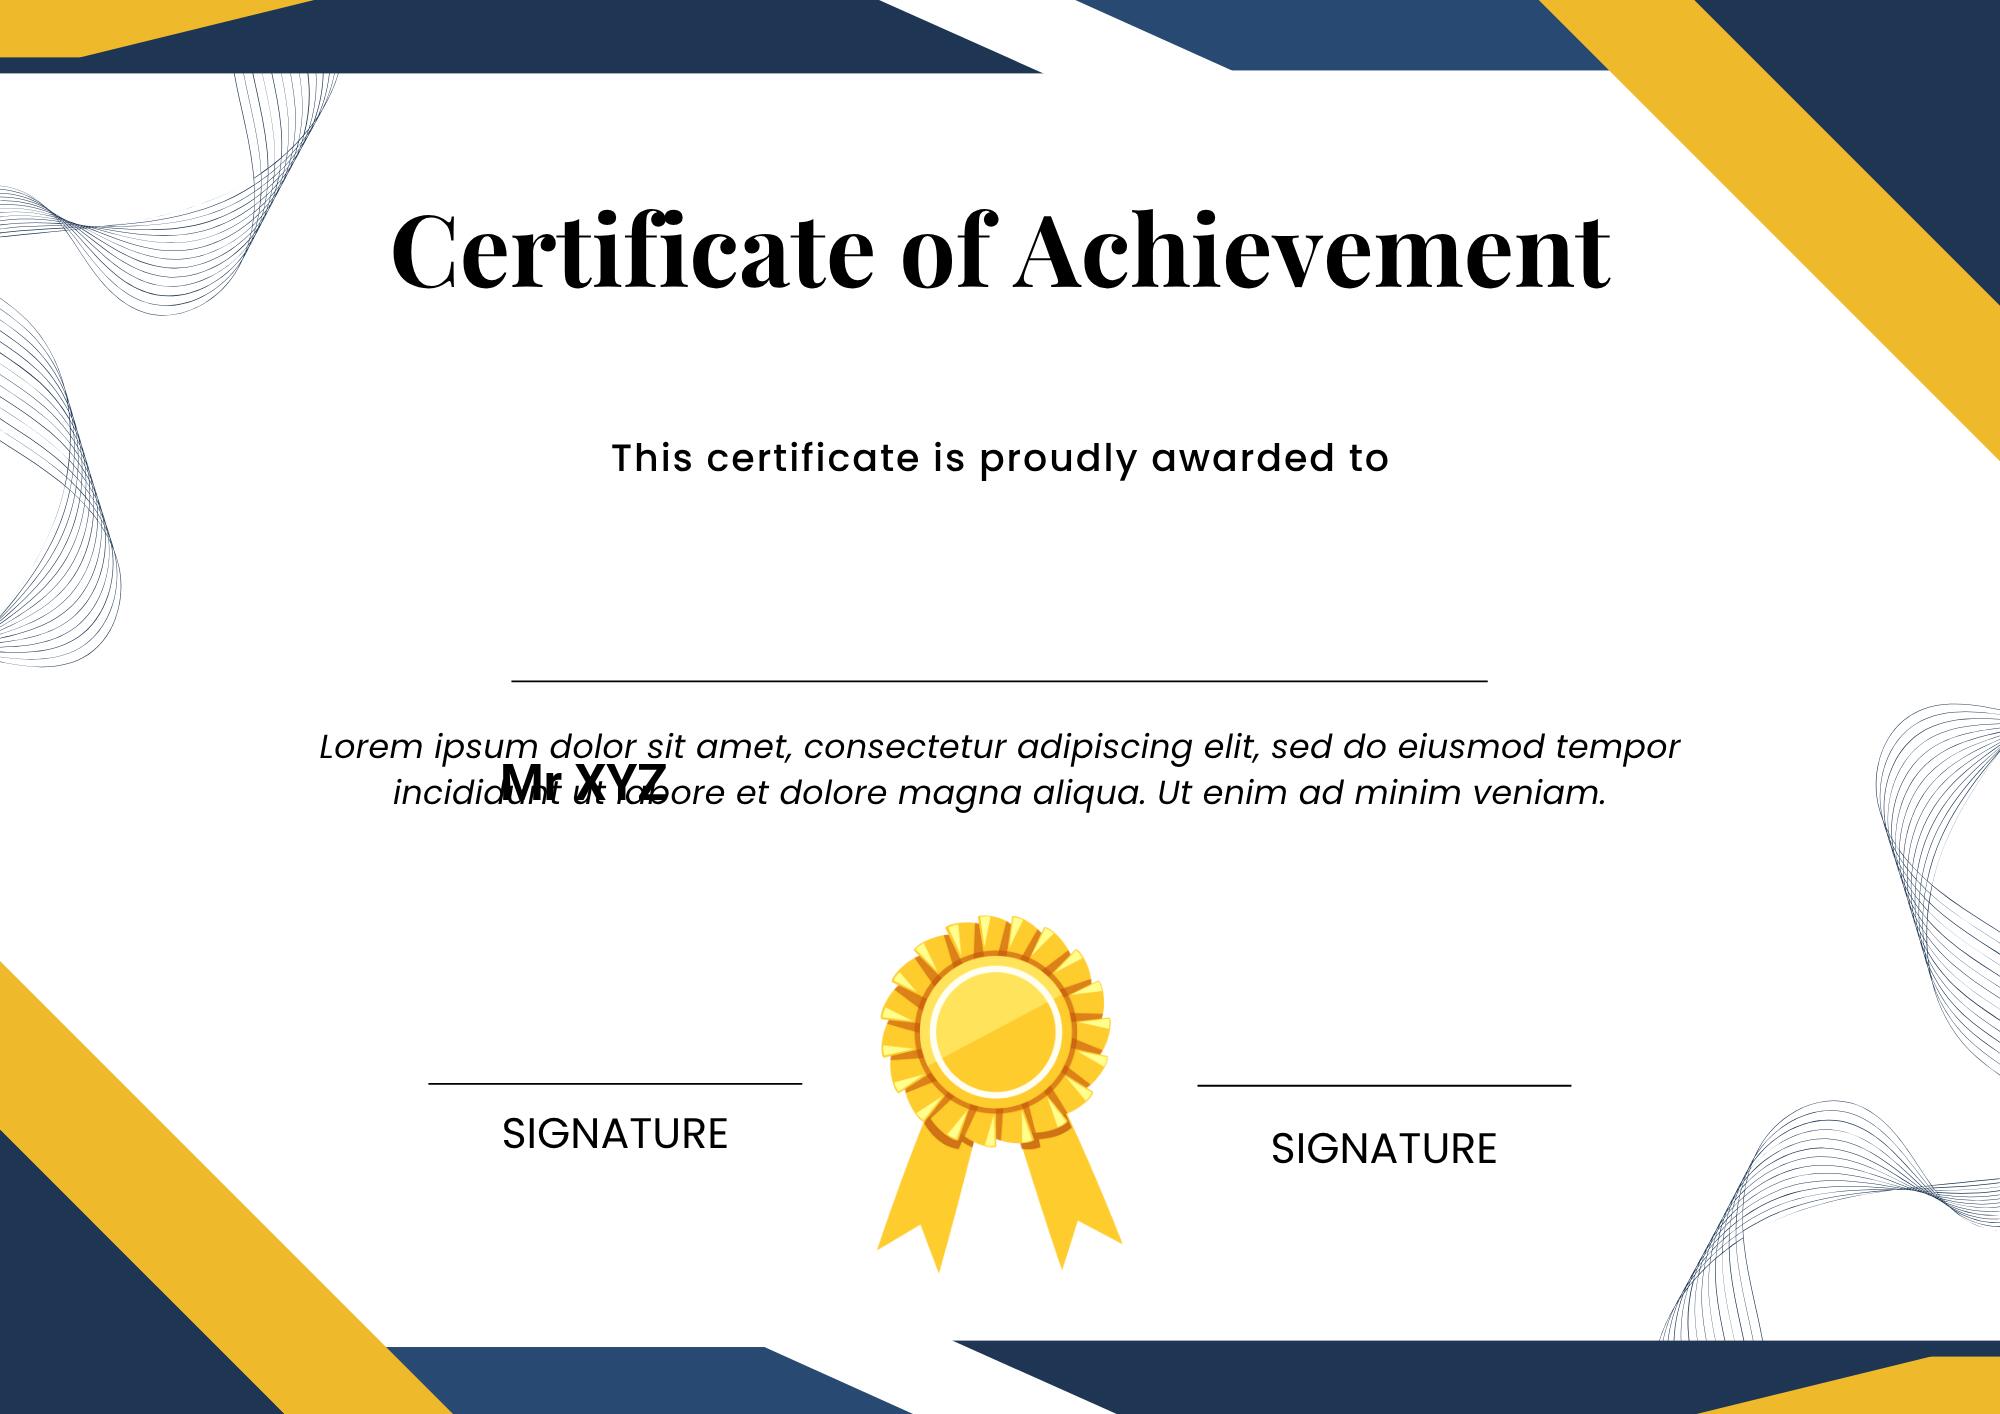 Certificate of Achievement
This certificate is proudly awarded to
Lorem ipsum dolor sit amet, consectetur adipiscing elit, sed do eiusmod tempor
Mr XYZ
incididunt ut labore et dolore magna aliqua. Ut enim ad minim veniam.
SIGNATURE
SIGNATURE